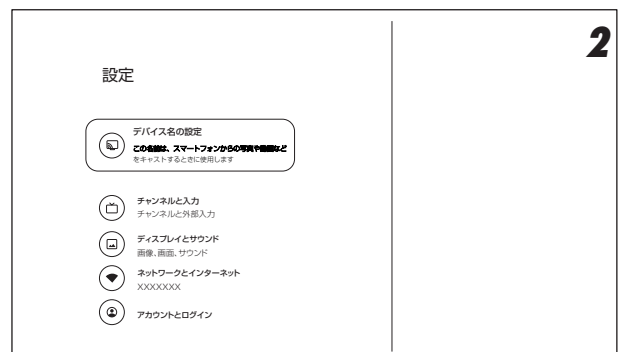 2
設定
デバイス名の設定
この名前は、スマートフォンからの写真や動画など
をキャストするときに使用します
チャンネルと入力
チャンネルと外部入力
ディスプレイとサウンド
画像、画面、サウンド
ネットワークとインターネット
XXXXXXX
アカウントとログイン